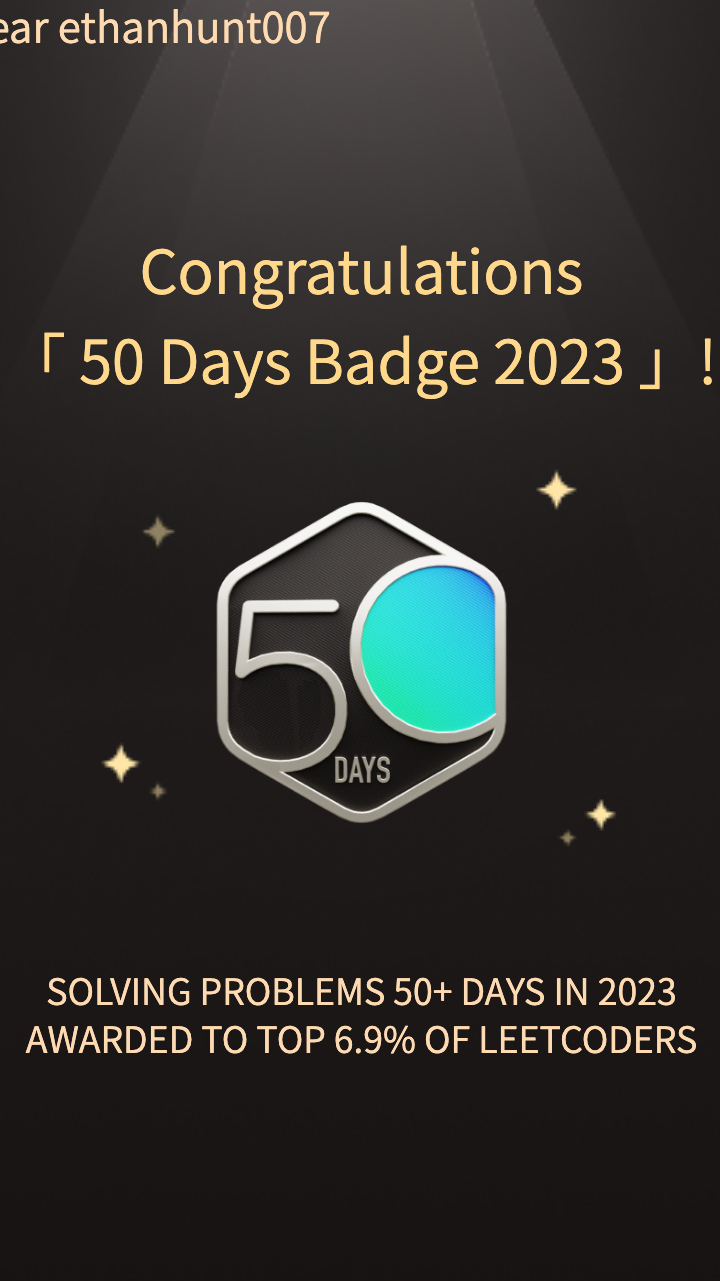 ear ethanhunt007
Congratulations
「 50 Days Badge 2023 」!
50
DAYS
SOLVING PROBLEMS 50+ DAYS IN 2023
AWARDED TO TOP 6.9% OF LEETCODERS